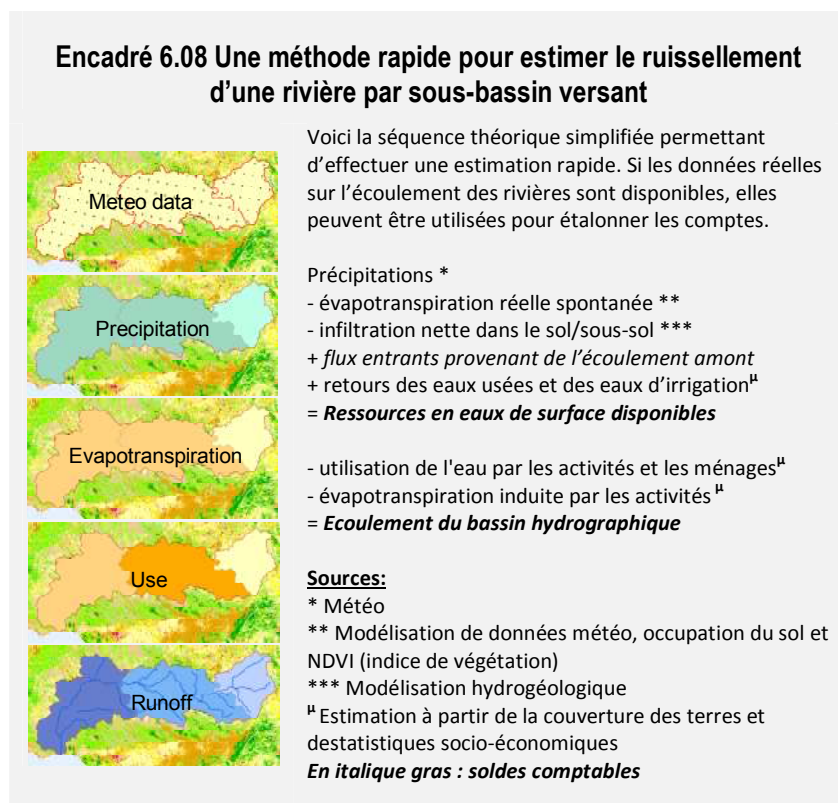 Encadré 6.08 Une méthode rapide pour estimer le ruissellement
d’une rivière par sous-bassin versant
Meteo data
Precipitation
Evapotranspiration
Use
Runoff
Voici la séquence théorique simplifiée permettant
d’effectuer une estimation rapide. Si les données réelles
sur l’écoulement des rivières sont disponibles, elles
peuvent être utilisées pour étalonner les comptes.
Précipitations *
- évapotranspiration réelle spontanée **
- infiltration nette dans le sol/sous-sol ***
+ flux entrants provenant de l’écoulement amont
+ retours des eaux usées et des eaux d’irrigationµ
= Ressources en eaux de surface disponibles
- utilisation de l'eau par les activités et les ménagesµ
- évapotranspiration induite par les activités µ
= Ecoulement du bassin hydrographique
Sources:
* Météo
** Modélisation de données météo, occupation du sol et
NDVI (indice de végétation)
*** Modélisation hydrogéologique
µ Estimation à partir de la couverture des terres et
destatistiques socio-économiques
En italique gras : soldes comptables